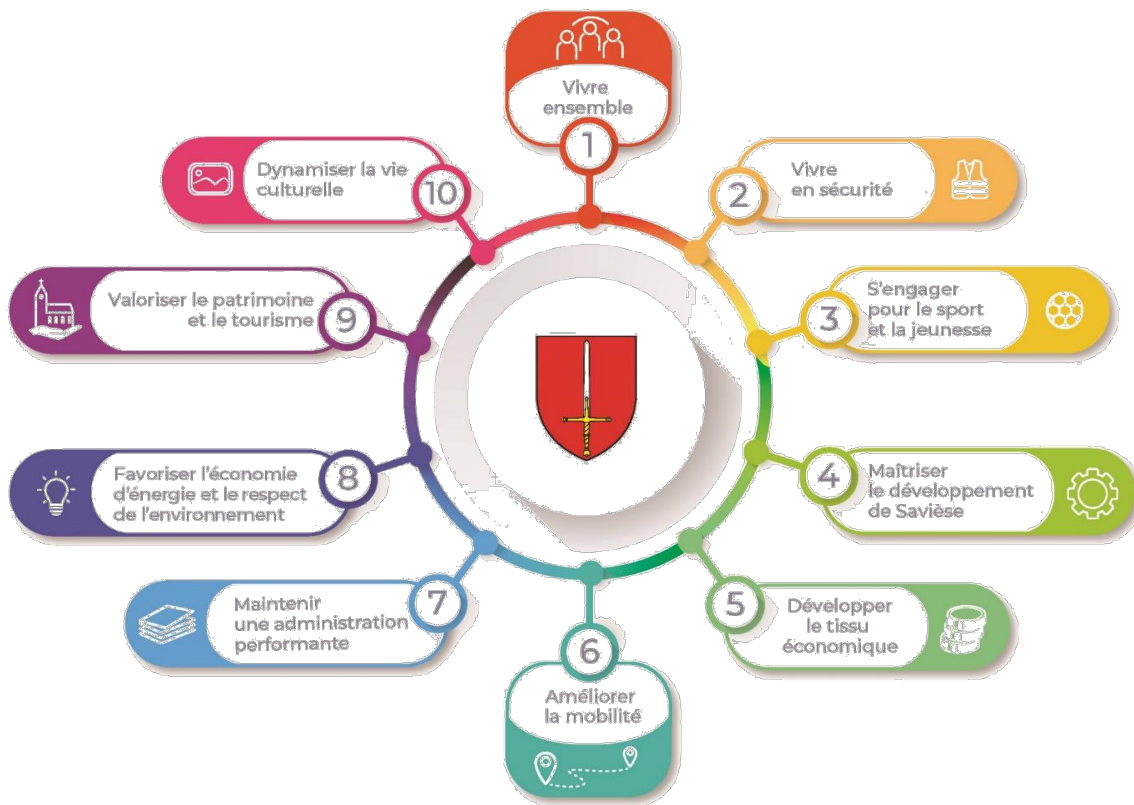 Vivre
ensemble
1
2
Vivre
en sécurité
3
S'engager
pour le sport
et la jeunesse
4
Maîtriser
le développement
de Savièse
5
Développer
le tissu
économique
6
Améliorer
la mobilité
7
Maintenir
une administration
performante
8
Favoriser l'économie
d'énergie et le respect
de l'environnement
9
Valoriser le patrimoine
et le tourisme
10
Dynamiser la vie
culturelle